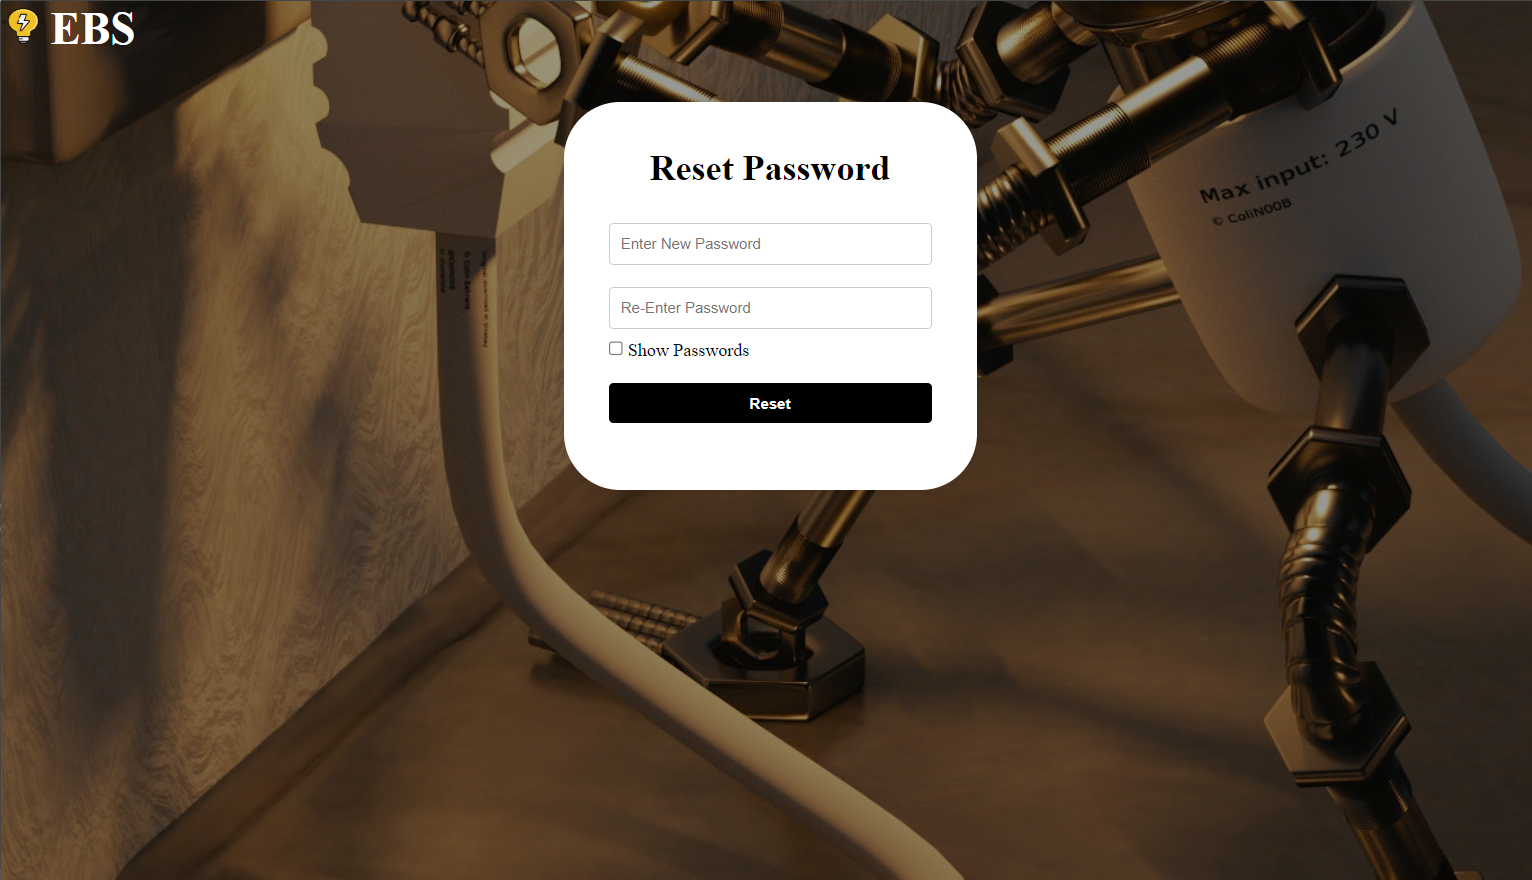 EBS
Reset Password
Enter New Password
Re-Enter Password
Show Passwords
Reset
Max input: 230 V
© ColiN00B